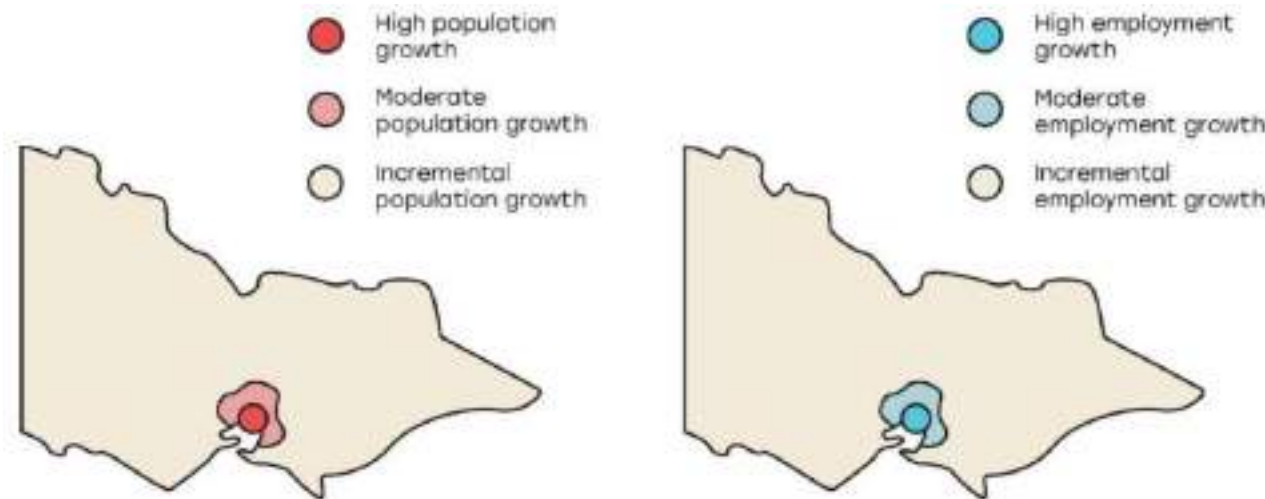 High population
growth
Moderate
population growth
Incremental
population growth
High employment
growth
Moderate
employment growth
Incremental
employment growth